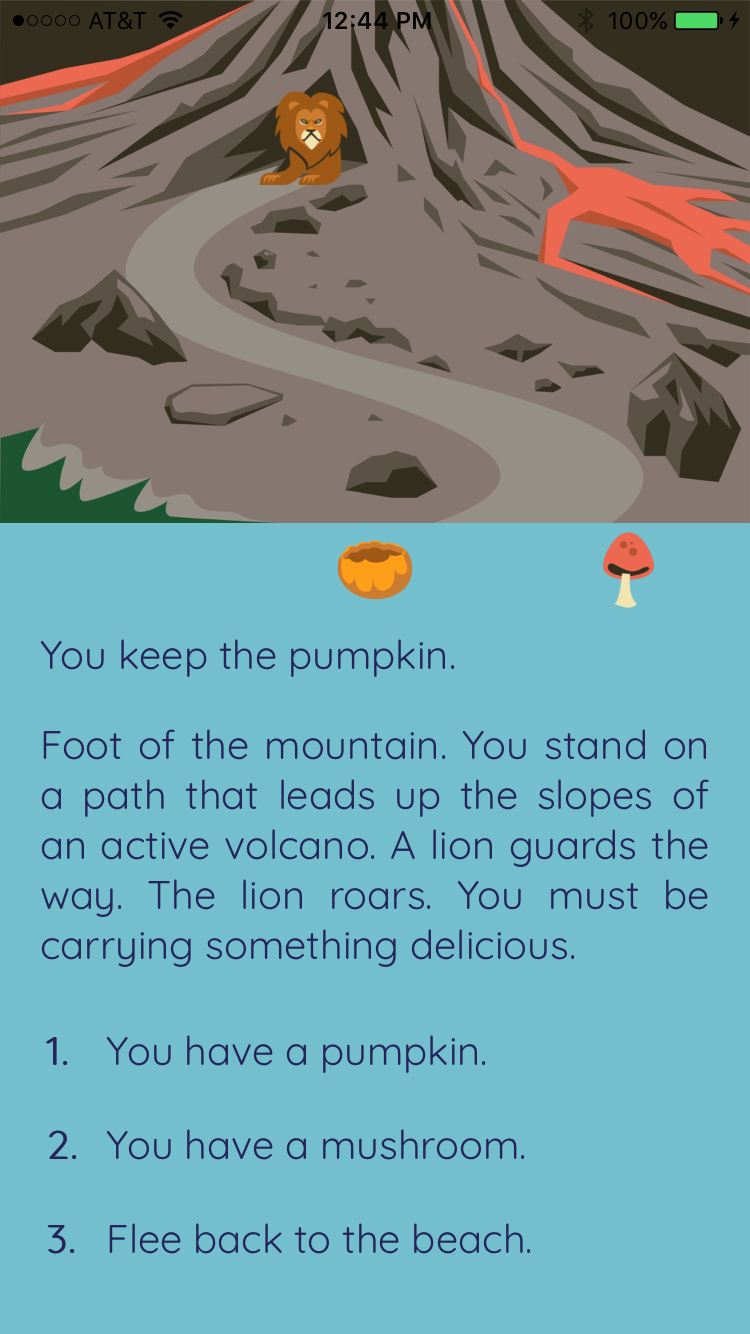 AT&T 12:44 PM 100%
You keep the pumpkin.
Foot of the mountain. You stand on
a path that leads up the slopes of
an active volcano. A lion guards the
way. The lion roars. You must be
carrying something delicious.
1. You have a pumpkin.
2. You have a mushroom.
3. Flee back to the beach.